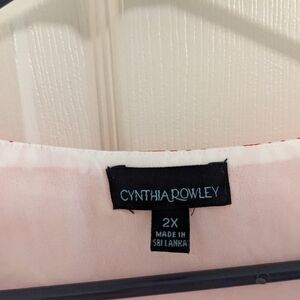 CYNTHIA ROWLEY
2X
MADE IN
SRI LANKA